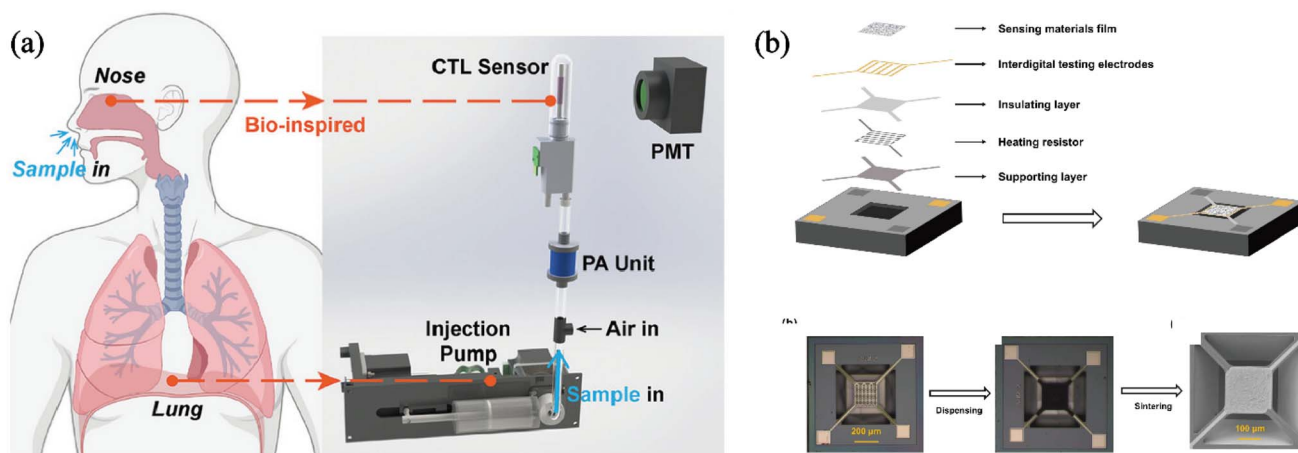 (a)
Nose
Sample in
Bio-inspired
Lung
CTL Sensor
PMT
PA Unit
Air in
Injection
Pump
Sample in
(b)
Sensing materials film
Interdigital testing electrodes
Insulating layer
Heating resistor
Supporting layer
200 μm
Dispensing
Sintering
100 μm